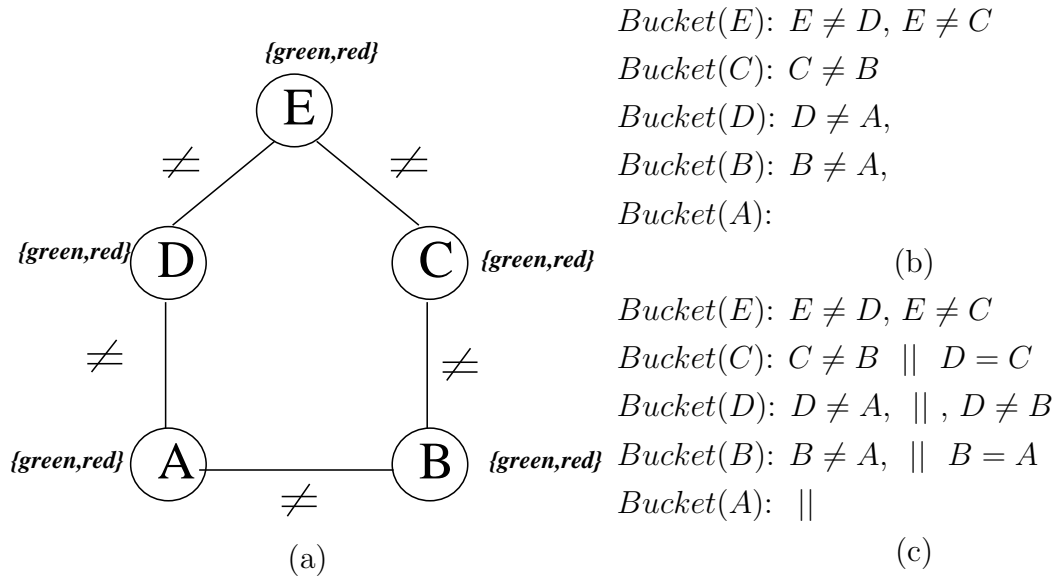 {green,red}
E
≠ ≠
{green,red} D C {green,red}
≠ ≠
{green,red} A B {green,red}
≠
(a)
Bucket(E): E ≠ D, E ≠ C
Bucket(C): C ≠ B
Bucket(D): D ≠ A,
Bucket(B): B ≠ A,
Bucket(A):
(b)
Bucket(E): E ≠ D, E ≠ C
Bucket(C): C ≠ B || D = C
Bucket(D): D ≠ A, || , D ≠ B
Bucket(B): B ≠ A, || B = A
Bucket(A): ||
(c)